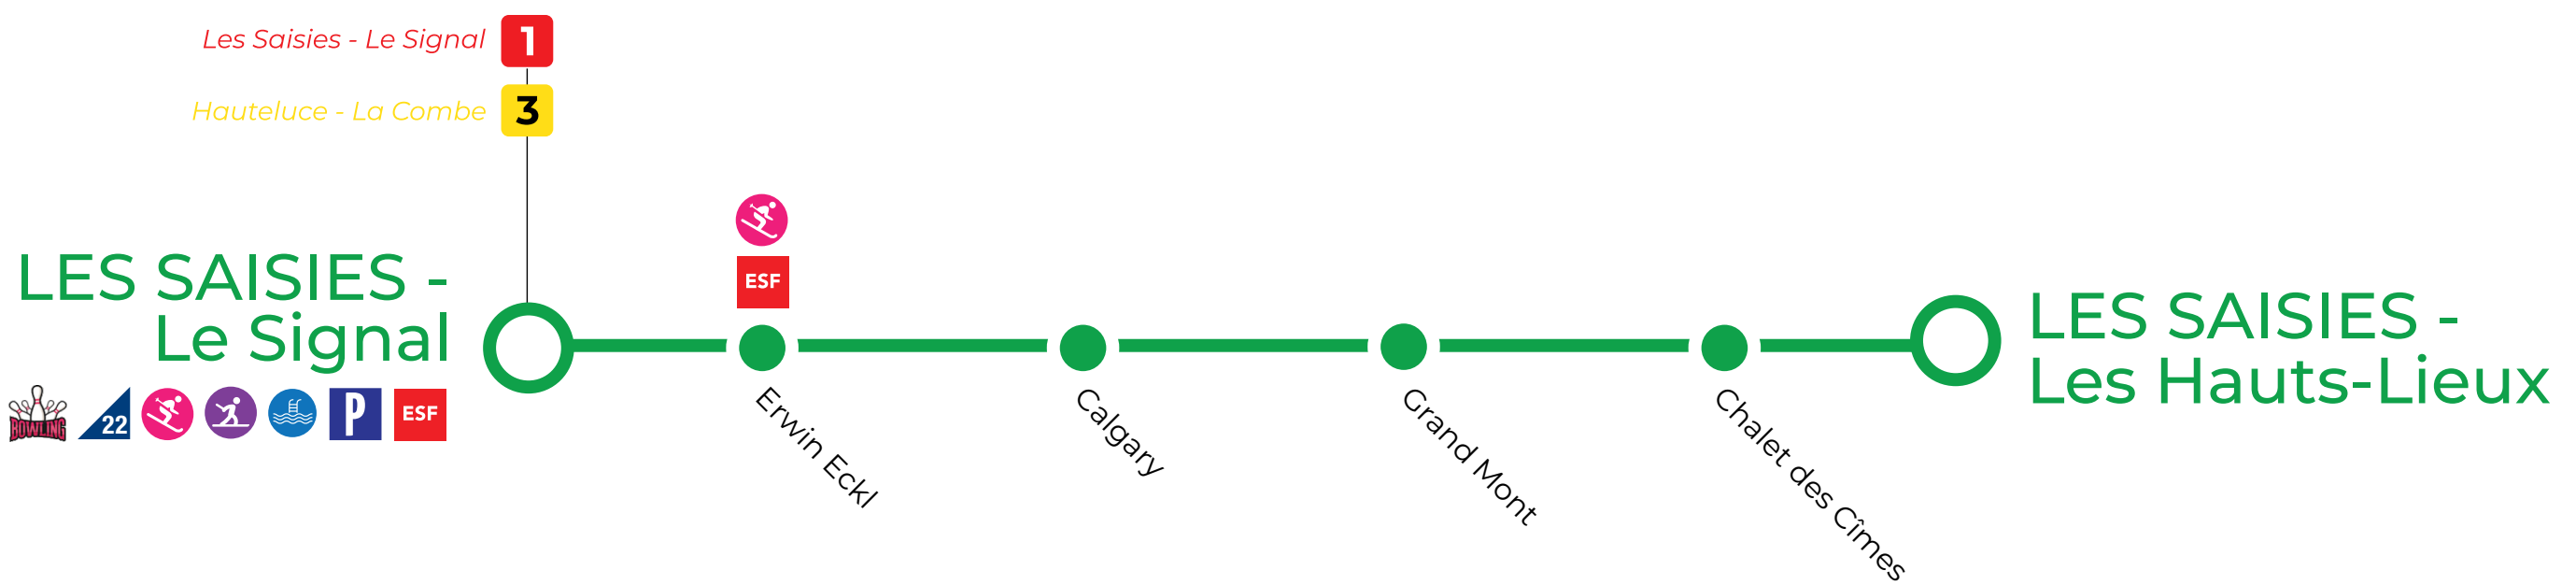 Les Saisies - Le Signal
1
Hauteluce - La Combe
3
ESF
LES SAISIES -
Le Signal
BOWLING
22
P
ESF
Erwin Eckl
Calgary
Grand Mont
Chalet des Cîmes
LES SAISIES -
Les Hauts-Lieux